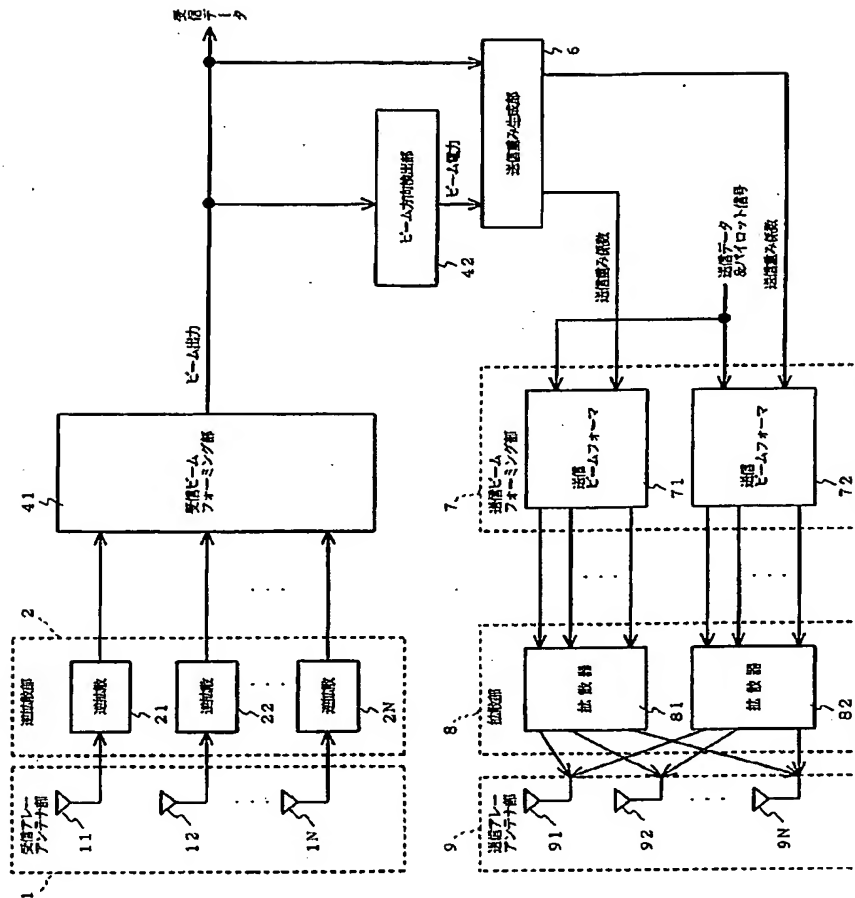 1
受信アレー
アンテナ部
11
12
1N
2
逆拡散部
逆拡散
21
逆拡散
22
逆拡散
2N
41
受信ビーム
フォーミング部
ビーム出力
受信データ
ビーム方向検出部
42
ビーム電力
送信重み生成部
6
送信重み係数
送信データ
&パイロット信号
送信重み係数
7
送信ビーム
フォーミング部
送信
ビームフォーマ
71
送信
ビームフォーマ
72
8
拡散部
拡散器
81
拡散器
82
9
送信アレー
アンテナ部
91
92
9N